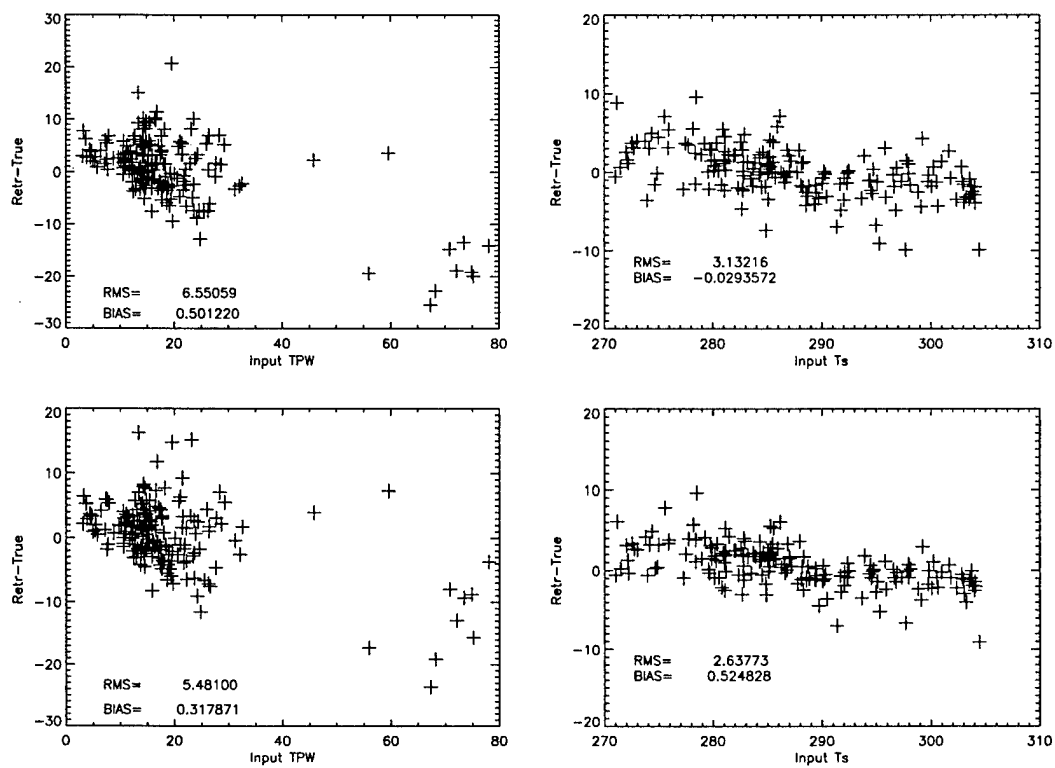 30
20
10
0
-10
-20
-30
Retr-True
RMS= 6.55059
BIAS= 0.501220
0 20 40 60 80
Input TPW
20
10
0
-10
-20
Retr-True
RMS= 3.13216
BIAS= -0.0293572
270 280 290 300 310
Input Ts
20
10
0
-10
-20
-30
Retr-True
RMS= 5.48100
BIAS= 0.317871
0 20 40 60 80
Input TPW
20
10
0
-10
-20
Retr-True
RMS= 2.63773
BIAS= 0.524828
270 280 290 300 310
Input Ts